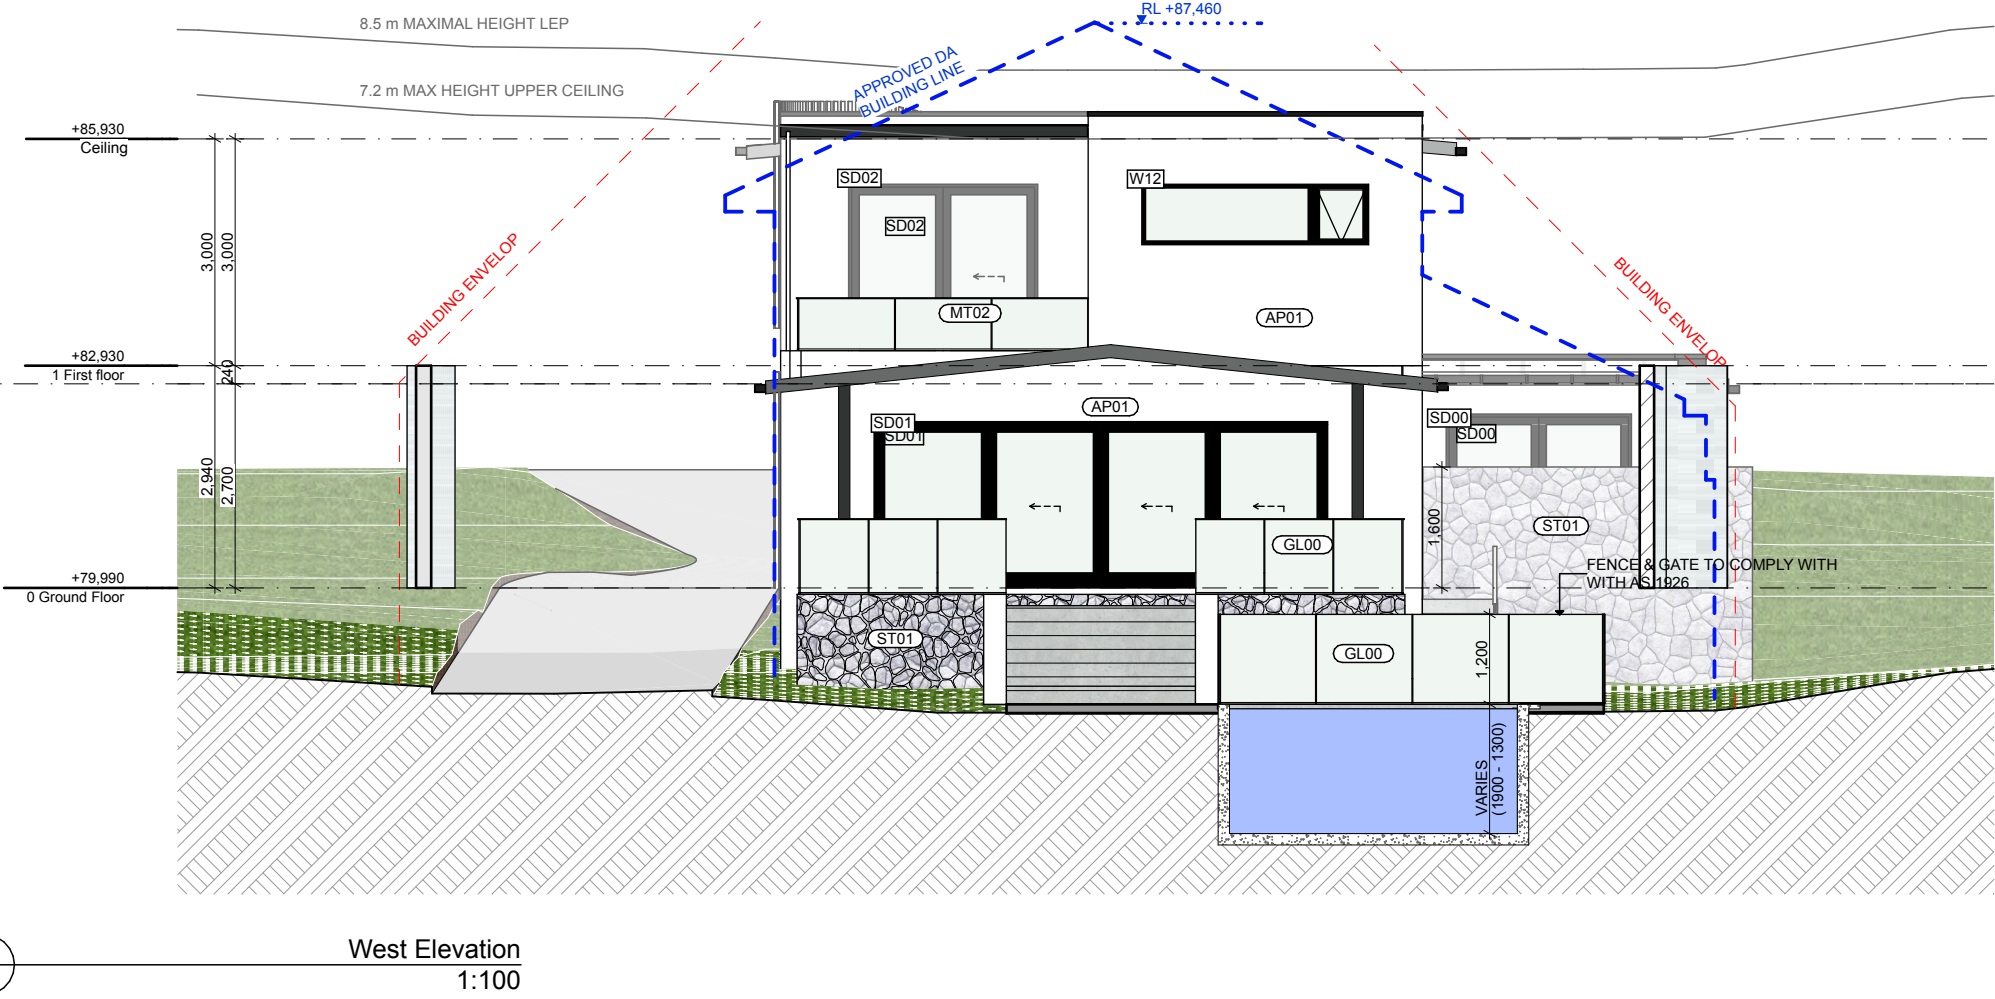 RL +87,460
8.5 m MAXIMAL HEIGHT LEP
APPROVED DA
BUILDING LINE
7.2 m MAX HEIGHT UPPER CEILING
+85,930
Ceiling
SD02
W12
SD02
3,000
3,000
BUILDING ENVELOP
BUILDING ENVELOP
MT02
AP01
+82,930
1 First floor
240
AP01
SD01
SD01
SD00
SD00
2,940
2,700
1,600
ST01
GL00
FENCE & GATE TO COMPLY WITH
WITH AS 1926
+79,990
0 Ground Floor
ST01
GL00
1,200
VARIES
(1900 - 1300)
West Elevation
1:100